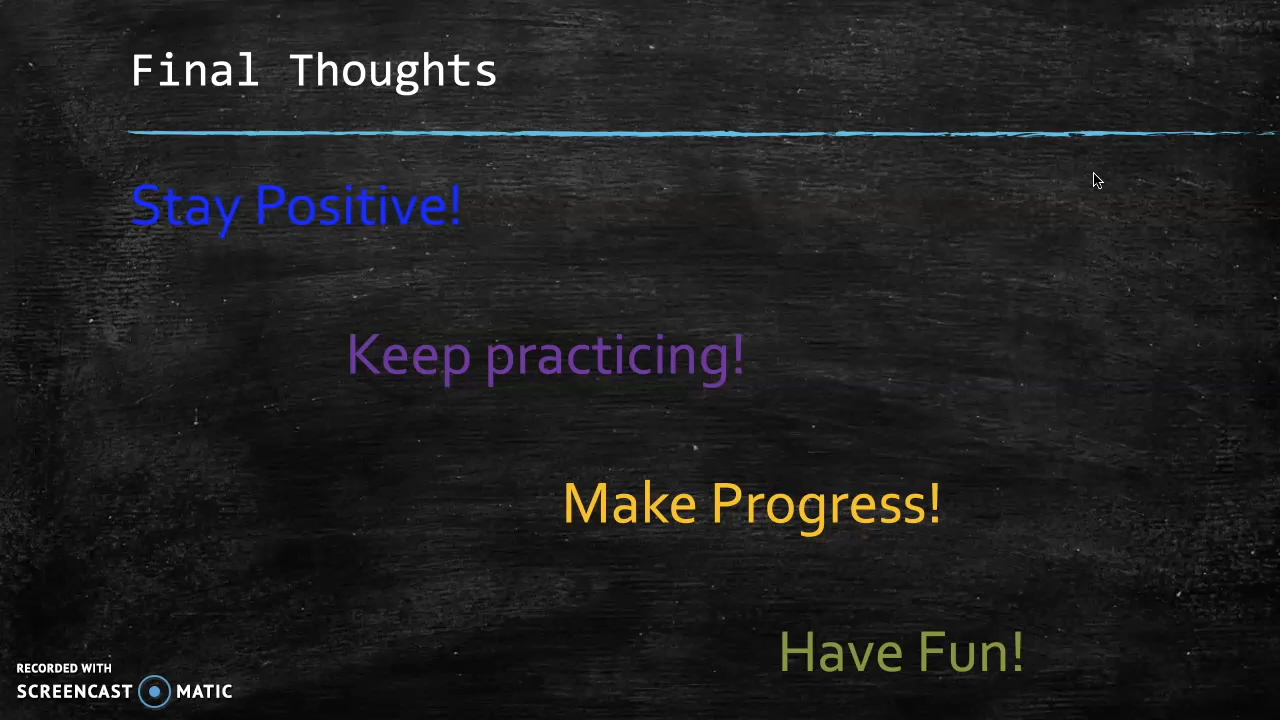 Final Thoughts
Stay Positive!
Keep practicing!
Make Progress!
Have Fun!
RECORDED WITH
SCREENCAST MATIC